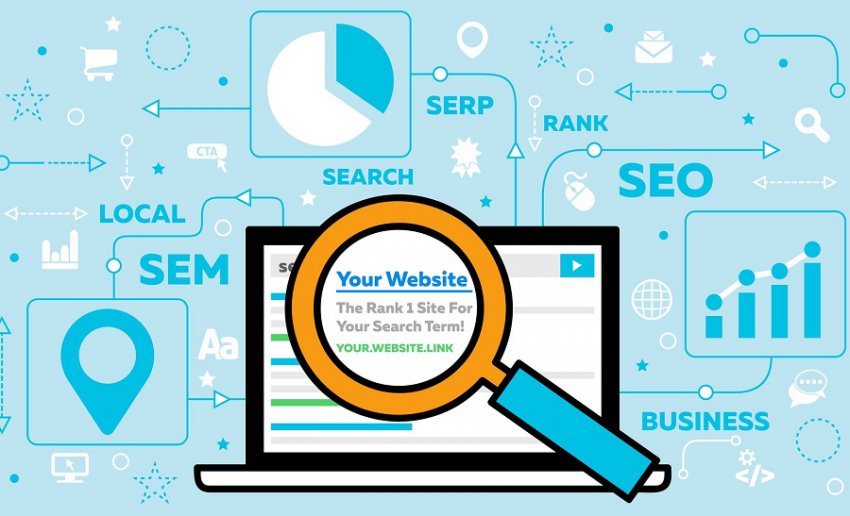 SERP
RANK
CTA
SEARCH
SEO
LOCAL
SEM
Your Website
The Rank 1 Site For
Your Search Term!
YOUR.WEBSITE.LINK
Aa
BUSINESS
</>